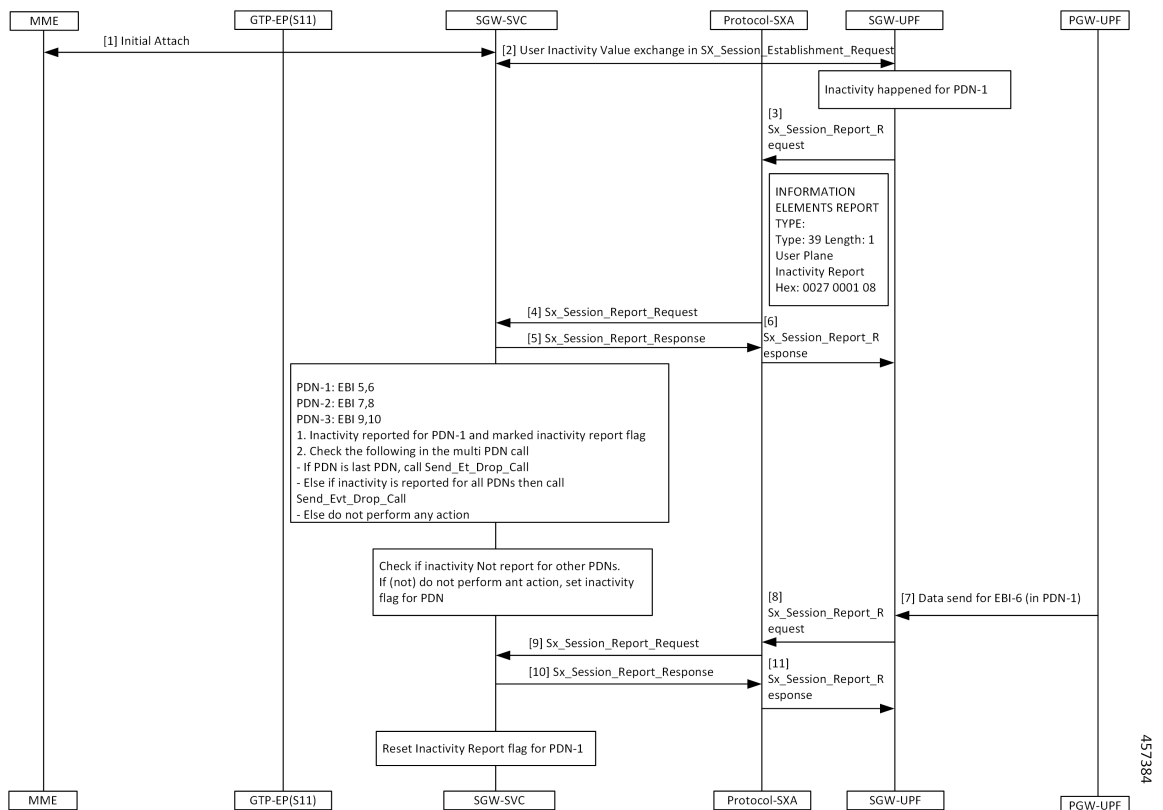 MME
GTP-EP(S11)
SGW-SVC
Protocol-SXA
SGW-UPF
PGW-UPF
[1] Initial Attach
[2] User Inactivity Value exchange in SX_Session_Establishment_Request
Inactivity happened for PDN-1
[3]
Sx_Session_Report_R
equest
INFORMATION
ELEMENTS REPORT
TYPE:
Type: 39 Length: 1
User Plane
Inactivity Report
Hex: 0027 0001 08
[4] Sx_Session_Report_Request
[5] Sx_Session_Report_Response
[6]
Sx_Session_Report_R
esponse
PDN-1: EBI 5,6
PDN-2: EBI 7,8
PDN-3: EBI 9,10
1. Inactivity reported for PDN-1 and marked inactivity report flag
2. Check the following in the multi PDN call
- If PDN is last PDN, call Send_Et_Drop_Call
- Else if inactivity is reported for all PDNs then call
Send_Evt_Drop_Call
- Else do not perform any action
Check if inactivity Not report for other PDNs.
If (not) do not perform ant action, set inactivity
flag for PDN
[7] Data send for EBI-6 (in PDN-1)
[8]
Sx_Session_Report_R
equest
[9] Sx_Session_Report_Request
[10] Sx_Session_Report_Response
[11]
Sx_Session_Report_R
esponse
Reset Inactivity Report flag for PDN-1
457384
MME
GTP-EP(S11)
SGW-SVC
Protocol-SXA
SGW-UPF
PGW-UPF